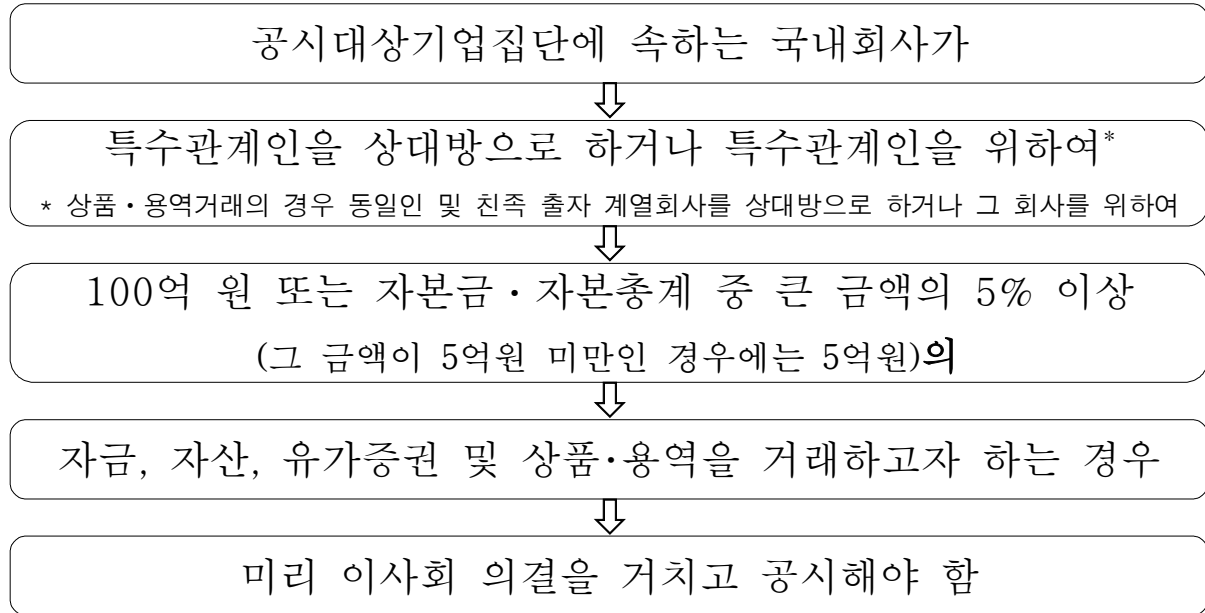 공시대상기업집단에 속하는 국내회사가
특수관계인을 상대방으로 하거나 특수관계인을 위하여*
* 상품・용역거래의 경우 동일인 및 친족 출자 계열회사를 상대방으로 하거나 그 회사를 위하여
100억 원 또는 자본금・자본총계 중 큰 금액의 5% 이상
(그 금액이 5억원 미만인 경우에는 5억원)의
자금, 자산, 유가증권 및 상품·용역을 거래하고자 하는 경우
미리 이사회 의결을 거치고 공시해야 함